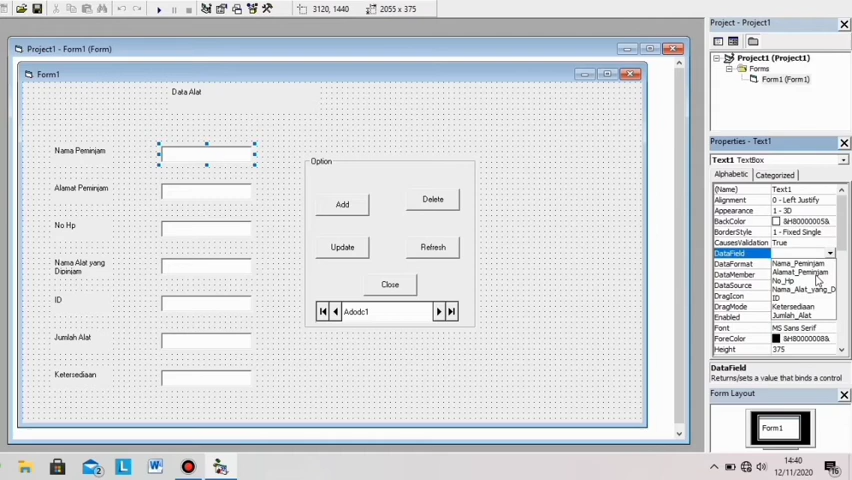 3120, 1440
2055 x 375
Project1 - Form1 (Form)
Form1
Data Alat
Nama Peminjam
Alamat Peminjam
No Hp
Nama Alat yang
Dipinjam
ID
Jumlah Alat
Ketersediaan
Option
Add
Delete
Update
Refresh
Close
Adodc1
Project - Project1
Project1 (Project1)
Forms
Form1 (Form1)
Properties - Text1
Text1 TextBox
Alphabetic
Categorized
(Name) Text1
Alignment 0 - Left Justify
Appearance 1 - 3D
BackColor &H80000005&
BorderStyle 1 - Fixed Single
CausesValidation True
DataField
DataFormat
DataMember
DataSource
DragIcon
DragMode
Enabled
Nama_Peminjam
Alamat_Peminjam
No_Hp
Nama_Alat_yang_D
ID
Ketersediaan
Jumlah_Alat
Font MS Sans Serif
ForeColor &H80000008&
Height 375
DataField
Returns/sets a value that binds a control
Form Layout
Form1
14:40
12/11/2020